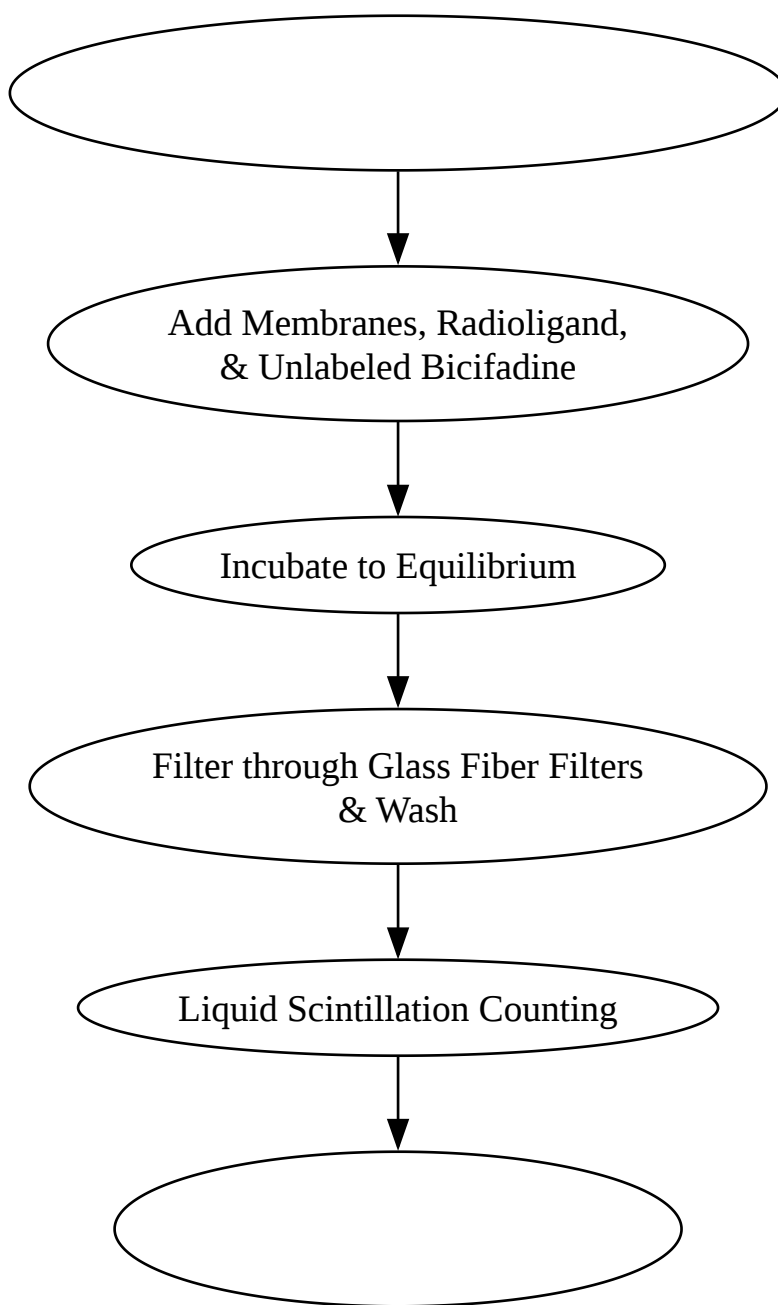 Add Membranes, Radioligand,
& Unlabeled Bicifadine
Incubate to Equilibrium
Filter through Glass Fiber Filters
& Wash
Liquid Scintillation Counting